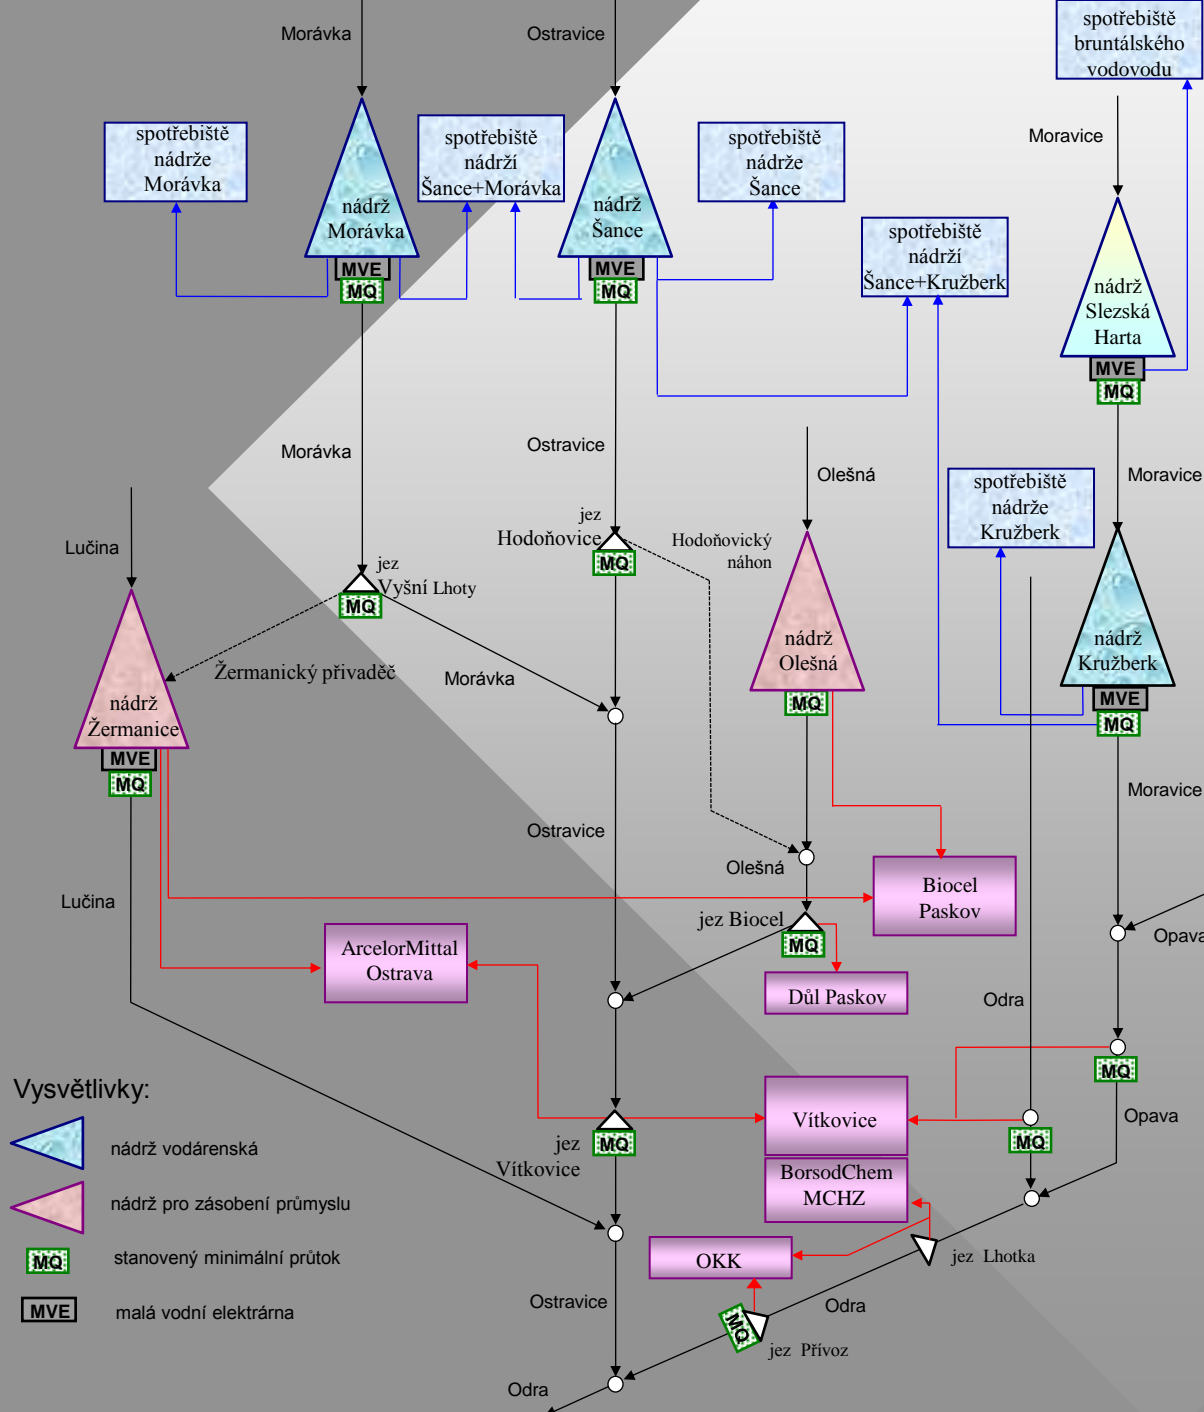 Morávka
Ostravice
spotřebiště
bruntálského
vodovodu
spotřebiště
nádrže
Morávka
spotřebiště
nádrží
Šance+Morávka
spotřebiště
nádrže
Šance
Moravice
nádrž
Morávka
MVE
MQ
nádrž
Šance
MVE
MQ
spotřebiště
nádrží
Šance+Kružberk
nádrž
Slezská
Harta
MVE
MQ
Morávka
Ostravice
Olešná
Moravice
spotřebiště
nádrže
Kružberk
Lučina
jez
Vyšní Lhoty
MQ
jez
Hodoňovice
MQ
Hodoňovický
náhon
nádrž
Olešná
MQ
nádrž
Kružberk
MVE
MQ
Žermanický přivaděč
Morávka
nádrž
Žermanice
MVE
MQ
Moravice
Ostravice
Olešná
Lučina
Biocel
Paskov
jez Biocel
MQ
Opava
ArcelorMittal
Ostrava
Důl Paskov
Odra
MQ
Vysvětlivky:
nádrž vodárenská
nádrž pro zásobení průmyslu
MQ
stanovený minimální průtok
MVE
malá vodní elektrárna
jez
Vítkovice
MQ
Vítkovice
MQ
Opava
BorsodChem
MCHZ
OKK
jez Lhotka
Ostravice
Odra
MQ
jez Přívoz
Odra